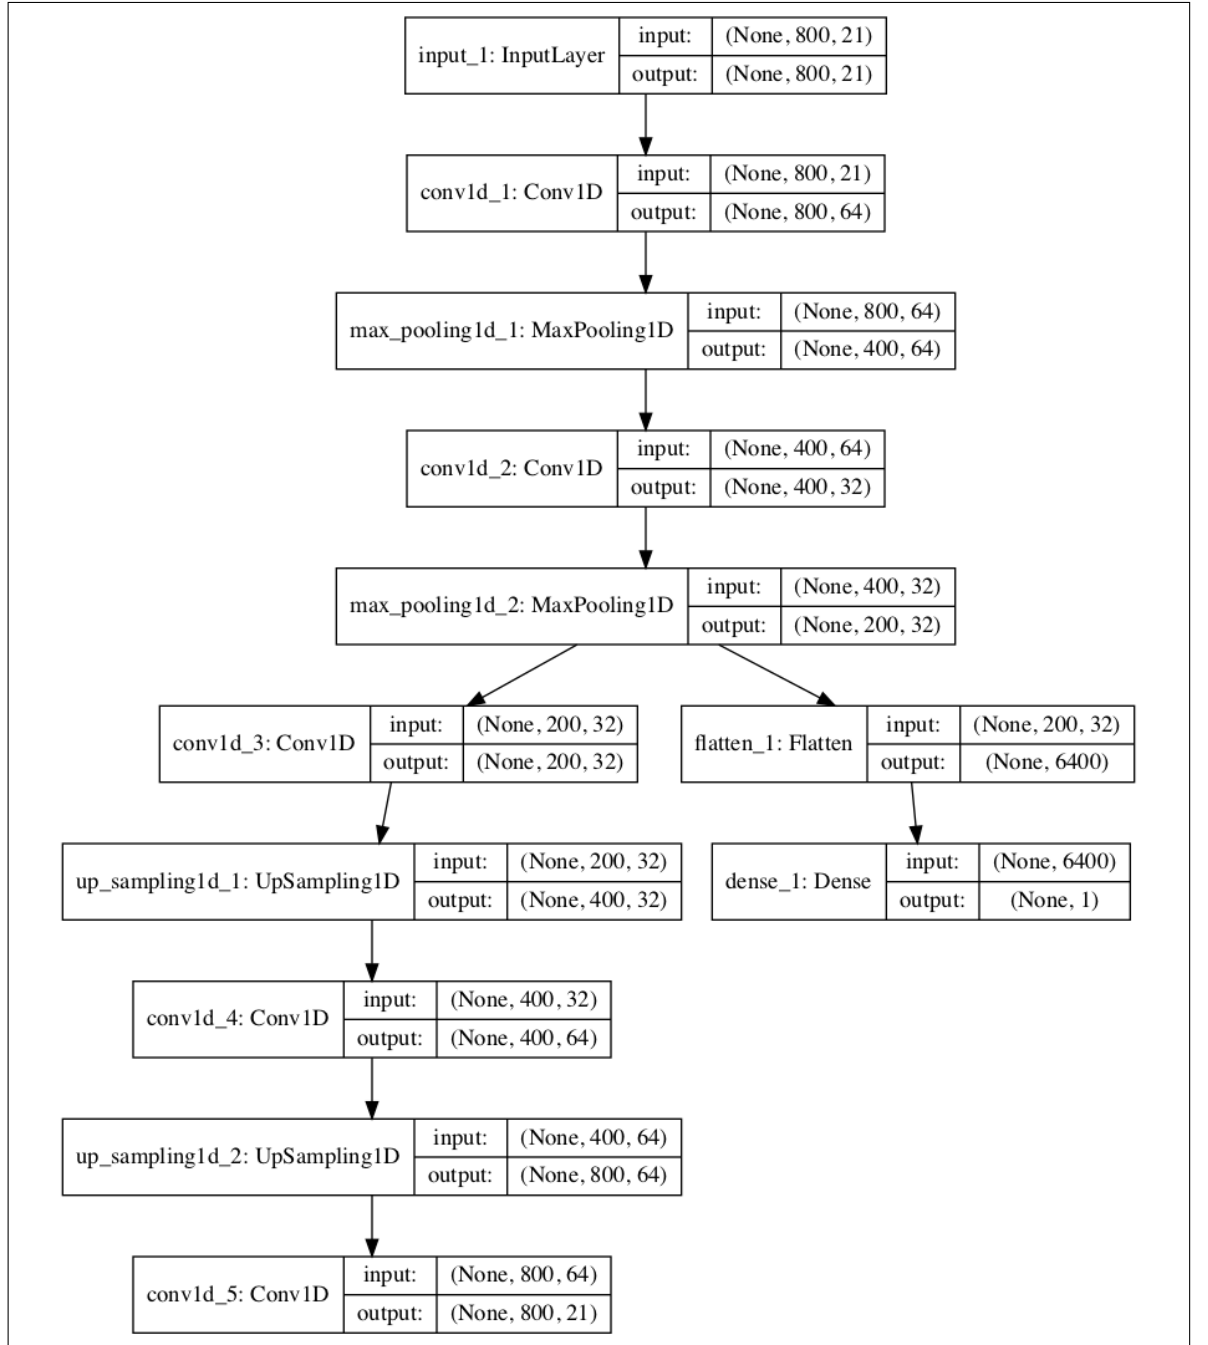 input_1: InputLayer
input: (None, 800, 21)
output: (None, 800, 21)
conv1d_1: Conv1D
input: (None, 800, 21)
output: (None, 800, 64)
max_pooling1d_1: MaxPooling1D
input: (None, 800, 64)
output: (None, 400, 64)
conv1d_2: Conv1D
input: (None, 400, 64)
output: (None, 400, 32)
max_pooling1d_2: MaxPooling1D
input: (None, 400, 32)
output: (None, 200, 32)
conv1d_3: Conv1D
input: (None, 200, 32)
output: (None, 200, 32)
flatten_1: Flatten
input: (None, 200, 32)
output: (None, 6400)
up_sampling1d_1: UpSampling1D
input: (None, 200, 32)
output: (None, 400, 32)
dense_1: Dense
input: (None, 6400)
output: (None, 1)
conv1d_4: Conv1D
input: (None, 400, 32)
output: (None, 400, 64)
up_sampling1d_2: UpSampling1D
input: (None, 400, 64)
output: (None, 800, 64)
conv1d_5: Conv1D
input: (None, 800, 64)
output: (None, 800, 21)